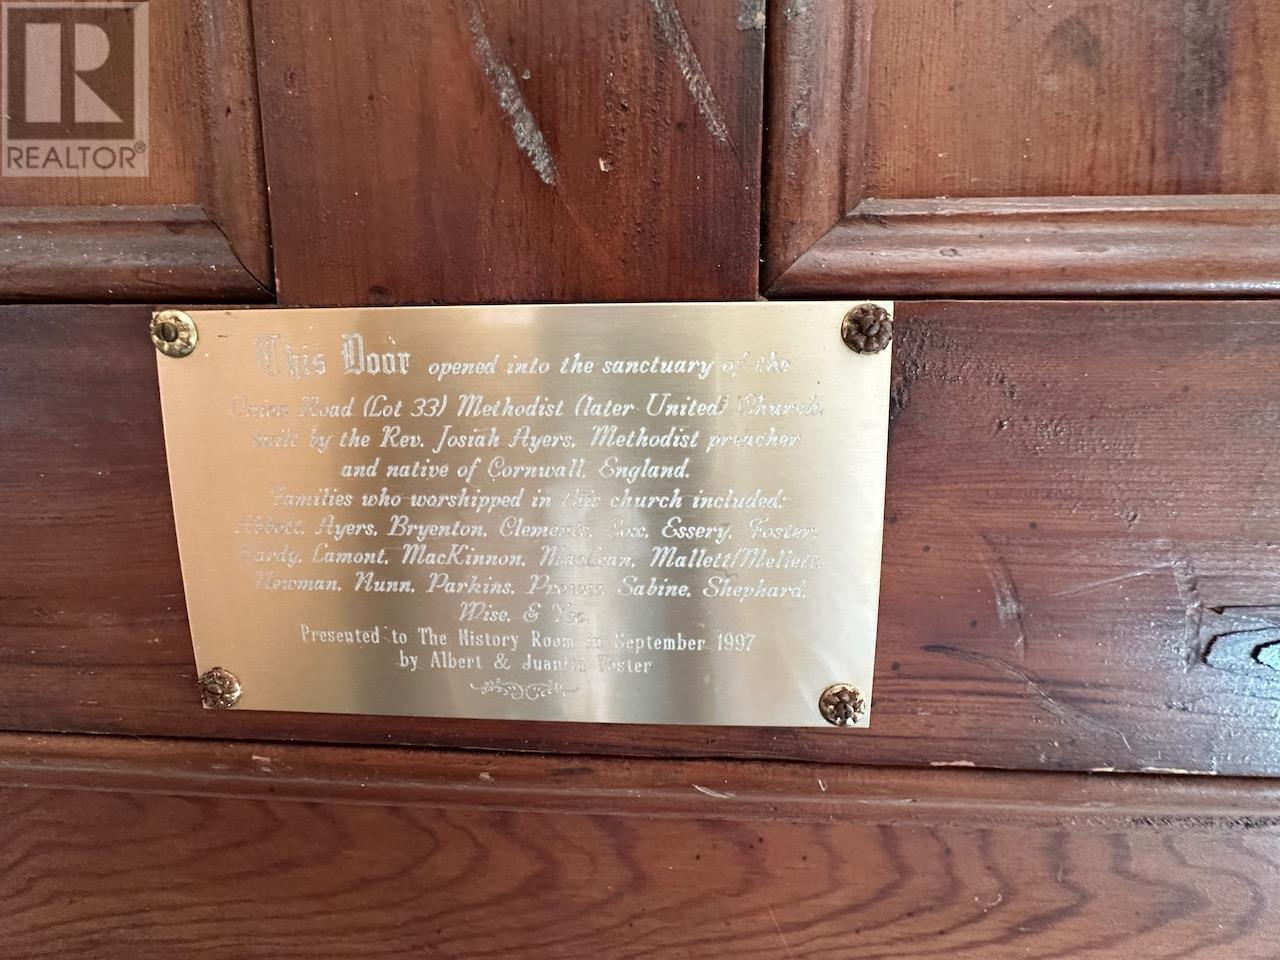 REALTOR®
This Door opened into the sanctuary of the
Union Road (Lot 33) Methodist (later United) Church,
built by the Rev. Josiah Ayers, Methodist preacher
and native of Cornwall, England.
Families who worshipped in this church included:
Abbott, Ayers, Bryenton, Clements, Cox, Essery, Foster,
Hardy, Lamont, MacKinnon, MacLean, Mallett/Mellett,
Newman, Nunn, Parkins, Sabine, Shephard,
Wise, & Yeo.
Presented to The History Room in September 1997
by Albert & Juanita Foster